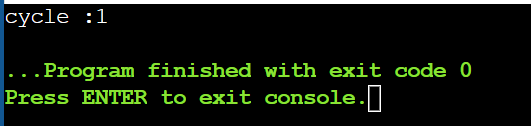 cycle :1
...Program finished with exit code 0
Press ENTER to exit console.